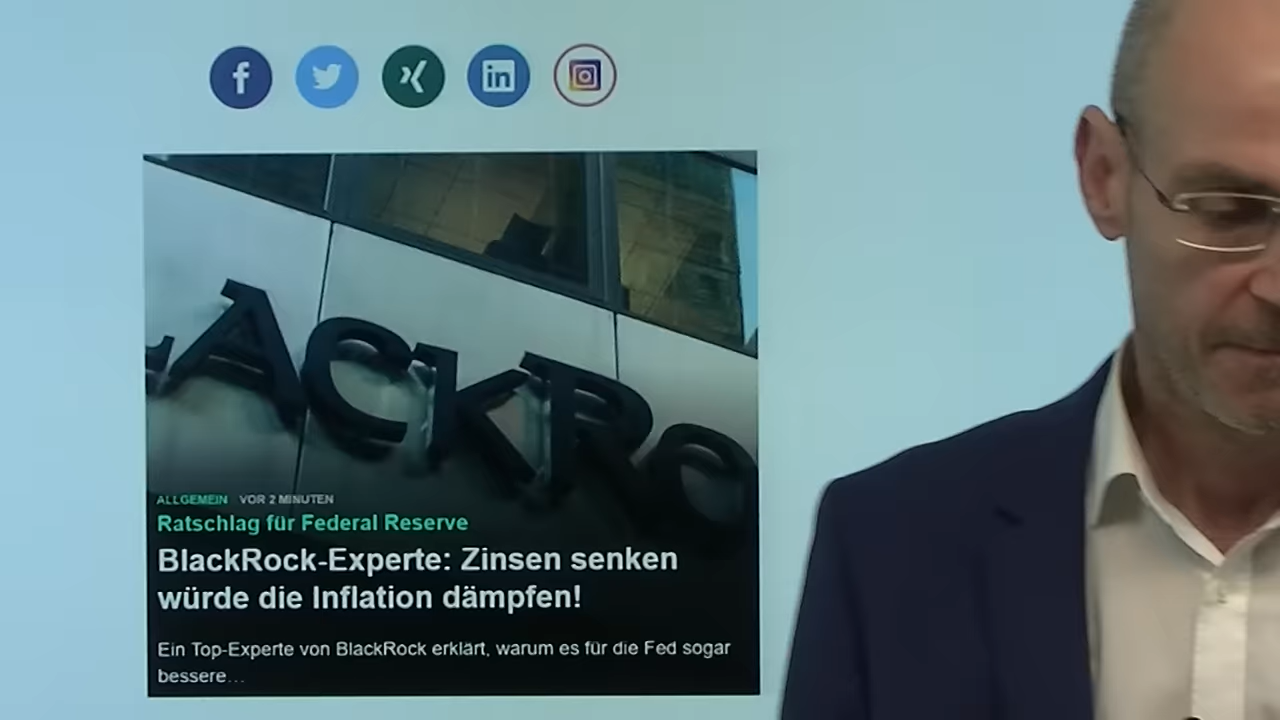 LACKRO
ALLGEMEIN VOR 2 MINUTEN
Ratschlag für Federal Reserve
BlackRock-Experte: Zinsen senken
würde die Inflation dämpfen!
Ein Top-Experte von BlackRock erklärt, warum es für die Fed sogar
bessere...